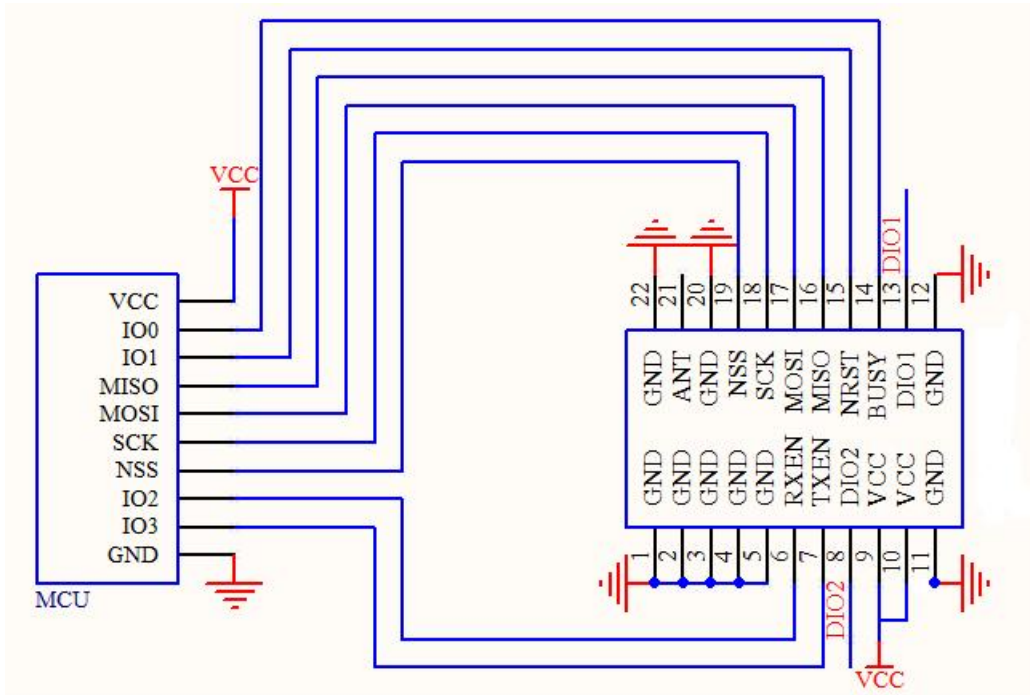 VCC
VCC
IO0
IO1
MISO
MOSI
SCK
NSS
IO2
IO3
GND
MCU
DIO1
22 21 20 19 18 17 16 15 14 13 12
GND ANT GND NSS SCK MOSI MISO NRST BUSY DIO1 GND
GND GND GND GND GND RXEN TXEN DIO2 VCC VCC GND
1 2 3 4 5 6 7 8 9 10 11
DIO2
VCC